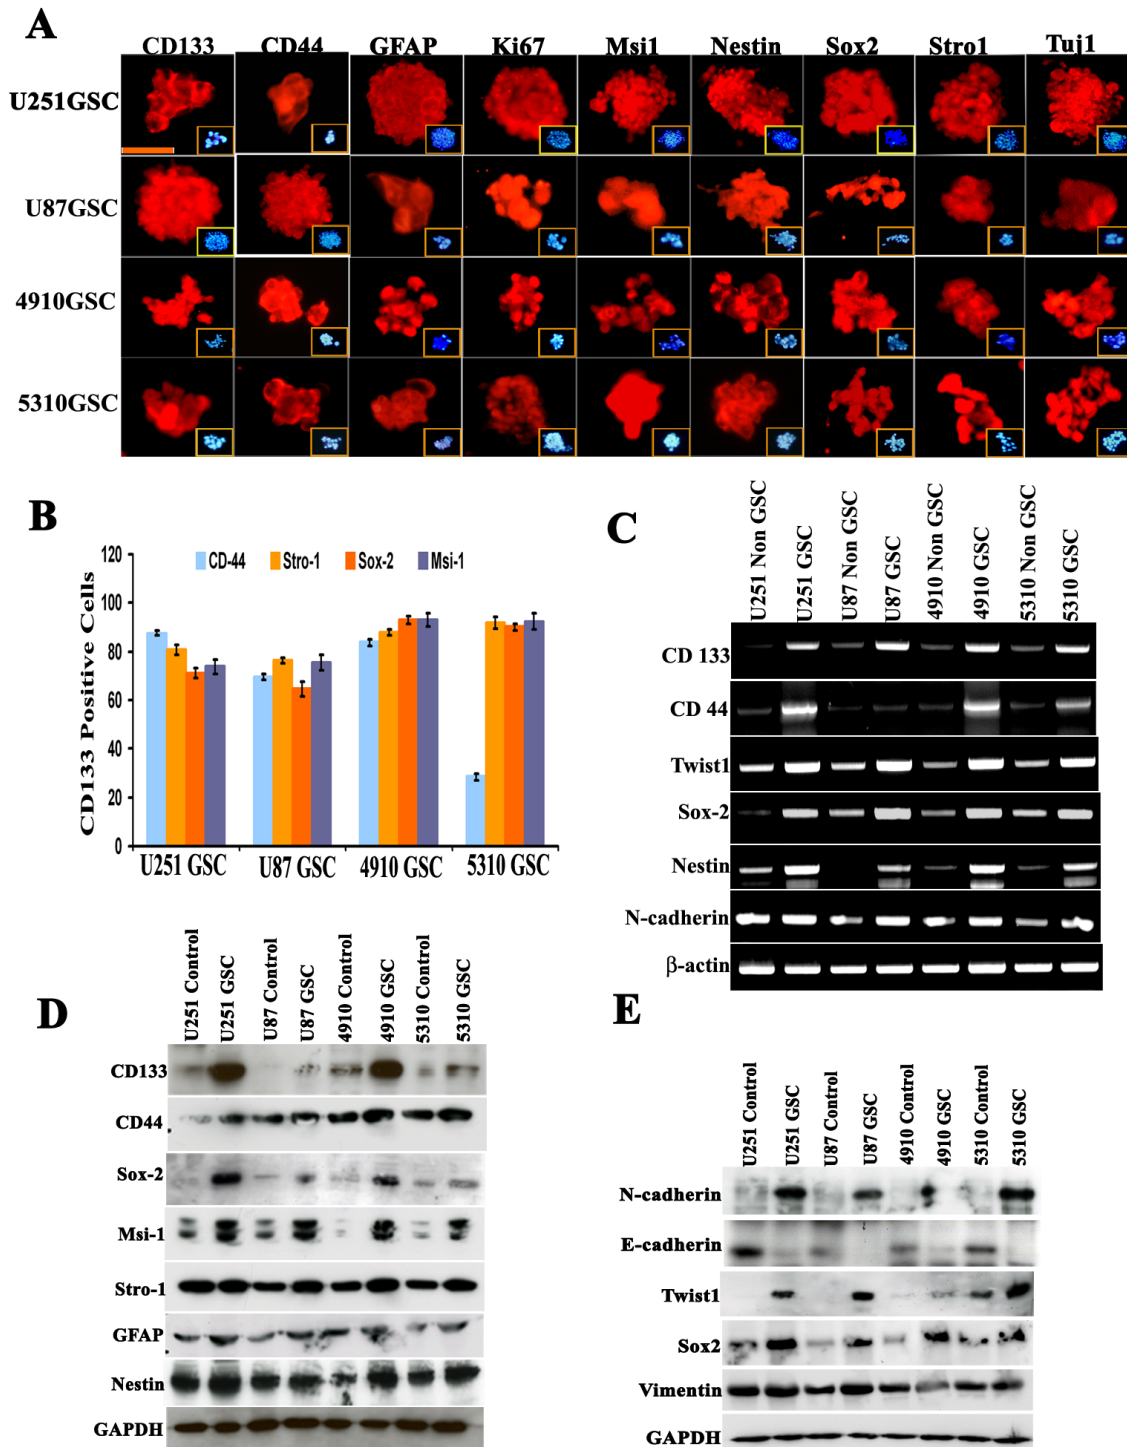 A
CD133 CD44 GFAP Ki67 Msi1 Nestin Sox2 Stro1 Tuj1
U251GSC
U87GSC
4910GSC
5310GSC
B
CD133 Positive Cells
120
100
80
60
40
20
0
CD-44 Stro-1 Sox-2 Msi-1
U251 GSC U87 GSC 4910 GSC 5310 GSC
C
U251 Non GSC
U251 GSC
U87 Non GSC
U87 GSC
4910 Non GSC
4910 GSC
5310 Non GSC
5310 GSC
CD 133
CD 44
Twist1
Sox-2
Nestin
N-cadherin
β-actin
D
U251 Control
U251 GSC
U87 Control
U87 GSC
4910 Control
4910 GSC
5310 Control
5310 GSC
CD133
CD44
Sox-2
Msi-1
Stro-1
GFAP
Nestin
GAPDH
E
U251 Control
U251 GSC
U87 Control
U87 GSC
4910 Control
4910 GSC
5310 Control
5310 GSC
N-cadherin
E-cadherin
Twist1
Sox2
Vimentin
GAPDH